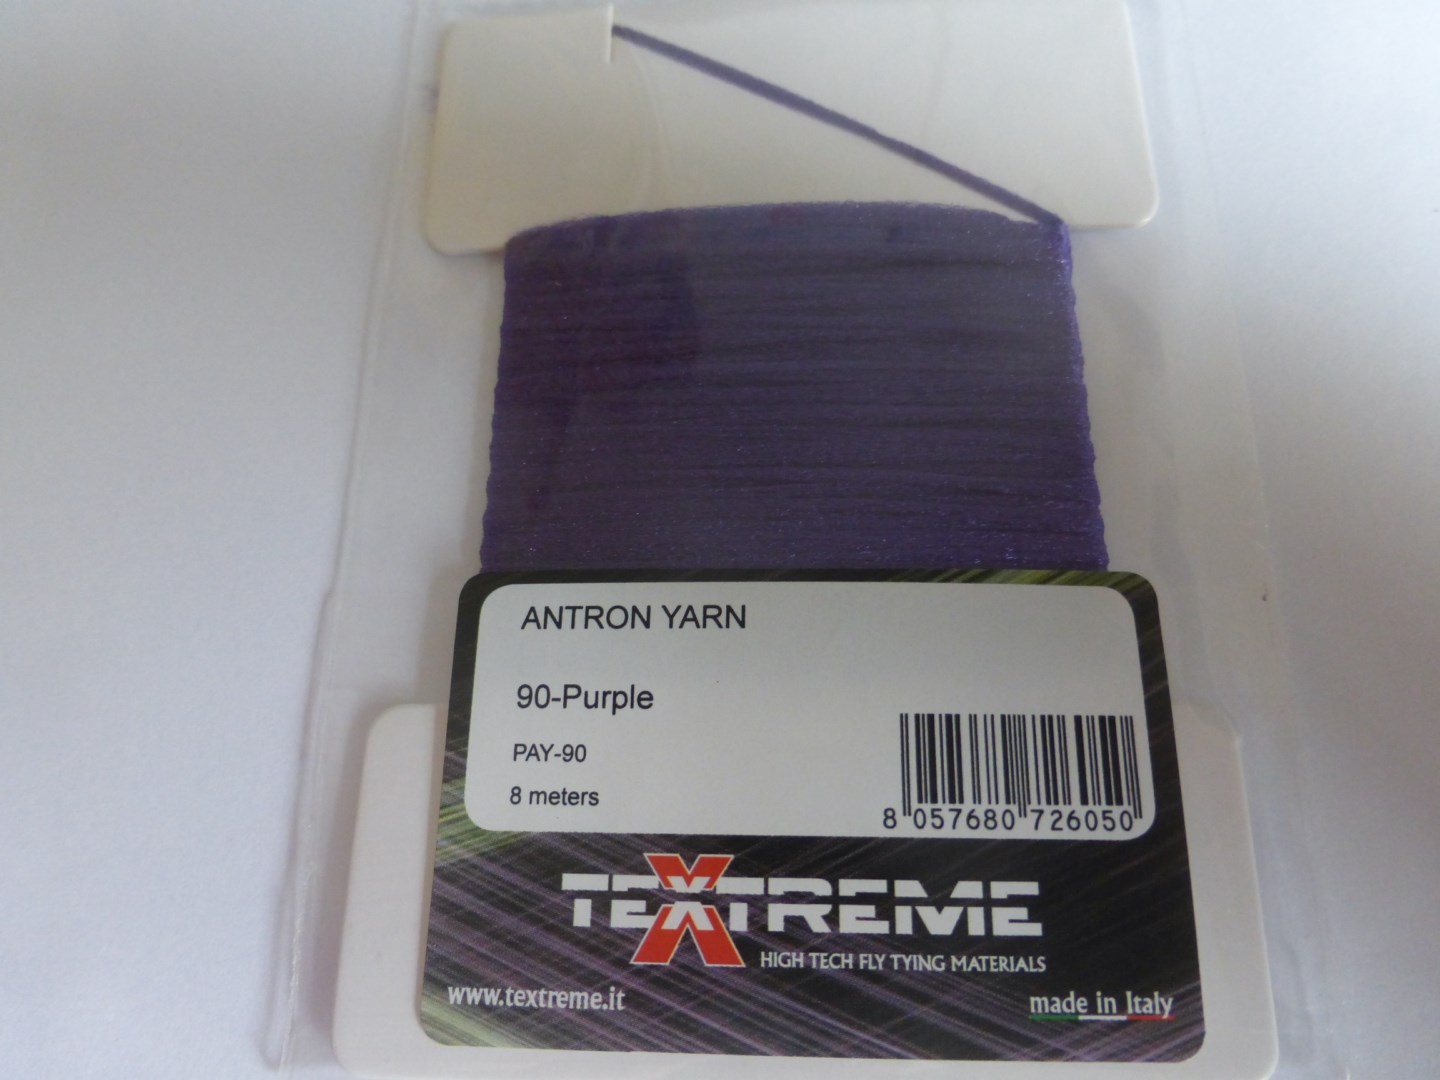 ANTRON YARN
90-Purple
PAY-90
8 meters
8 057680 726050
TEXTREME
HIGH TECH FLY TYING MATERIALS
www.textreme.it
made in Italy